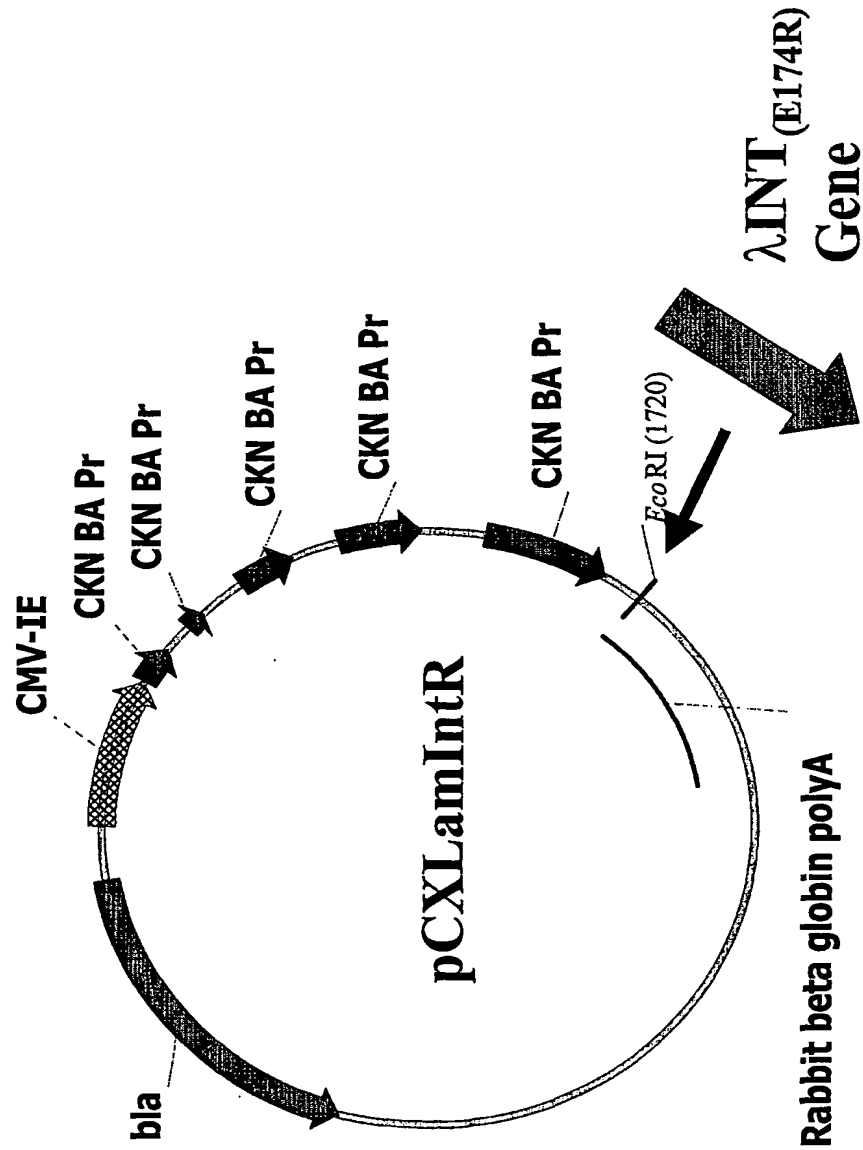 CMV-IE
CKN BA Pr
CKN BA Pr
CKN BA Pr
CKN BA Pr
CKN BA Pr
EcoRI (1720)
λINT(E174R)
Gene
bla
pCXLamIntR
Rabbit beta globin polyA